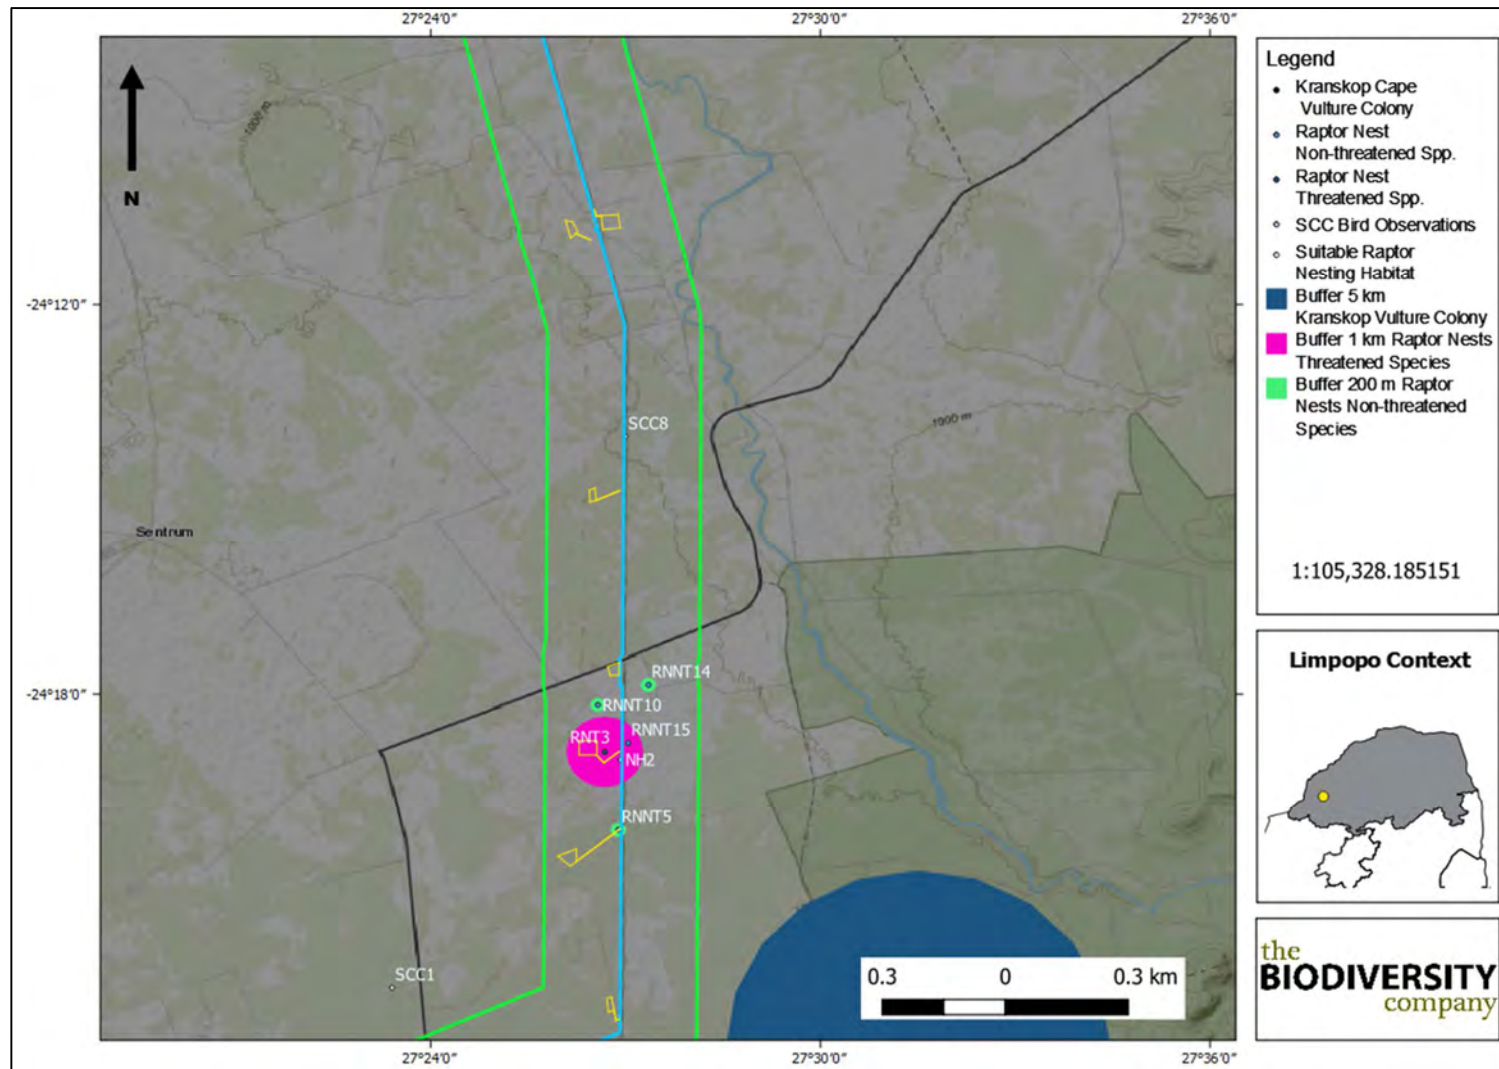 27°24'0"
27°30'0"
27°36'0"
N
-24°12'0"
-24°18'0"
1000 m
1000 m
SCC8
Sentrum
RNNT14
RNNT10
RNNT15
RNT3
NH2
RNNT5
SCC1
0.3
0
0.3 km
27°24'0"
27°30'0"
27°36'0"
Legend
Kranskop Cape
Vulture Colony
Raptor Nest
Non-threatened Spp.
Raptor Nest
Threatened Spp.
SCC Bird Observations
Suitable Raptor
Nesting Habitat
Buffer 5 km
Kranskop Vulture Colony
Buffer 1 km Raptor Nests
Threatened Species
Buffer 200 m Raptor
Nests Non-threatened
Species
1:105,328.185151
Limpopo Context
the
BIODIVERSITY
company